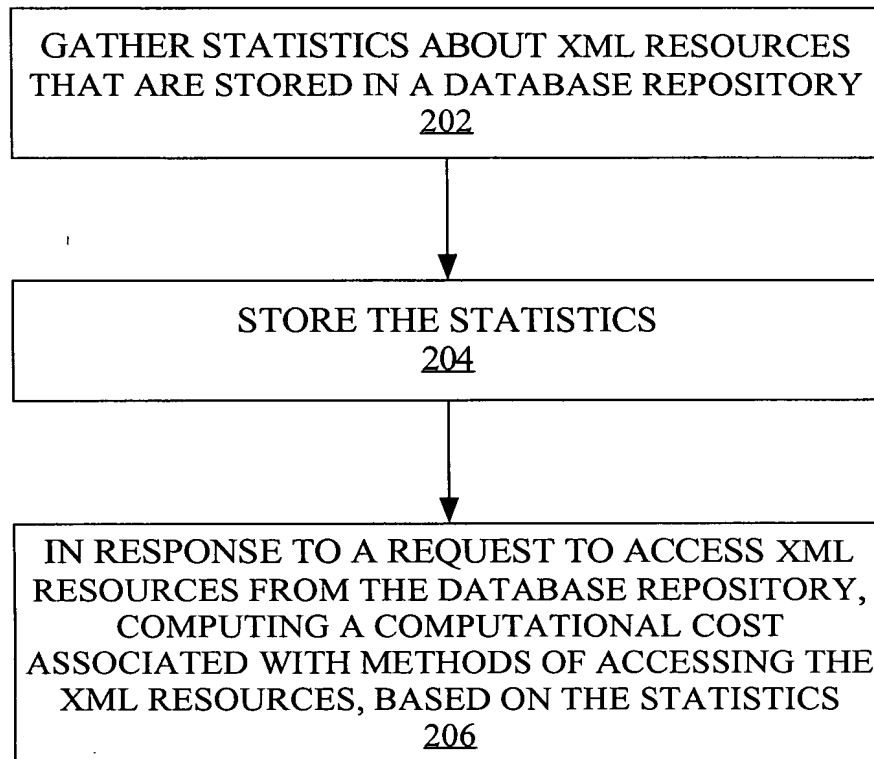 GATHER STATISTICS ABOUT XML RESOURCES
THAT ARE STORED IN A DATABASE REPOSITORY
202
STORE THE STATISTICS
204
IN RESPONSE TO A REQUEST TO ACCESS XML
RESOURCES FROM THE DATABASE REPOSITORY,
COMPUTING A COMPUTATIONAL COST
ASSOCIATED WITH METHODS OF ACCESSING THE
XML RESOURCES, BASED ON THE STATISTICS
206